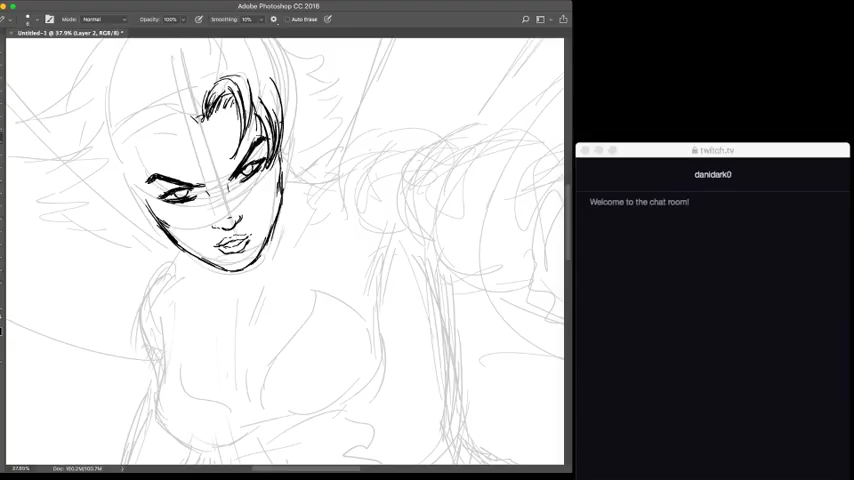 Adobe Photoshop CC 2018
Mode: Normal Opacity: 100% Smoothing: 10% Auto Erase
Untitled-1 @ 37.9% (Layer 2, RGB/8) *
twitch.tv
danidark0
Welcome to the chat room!